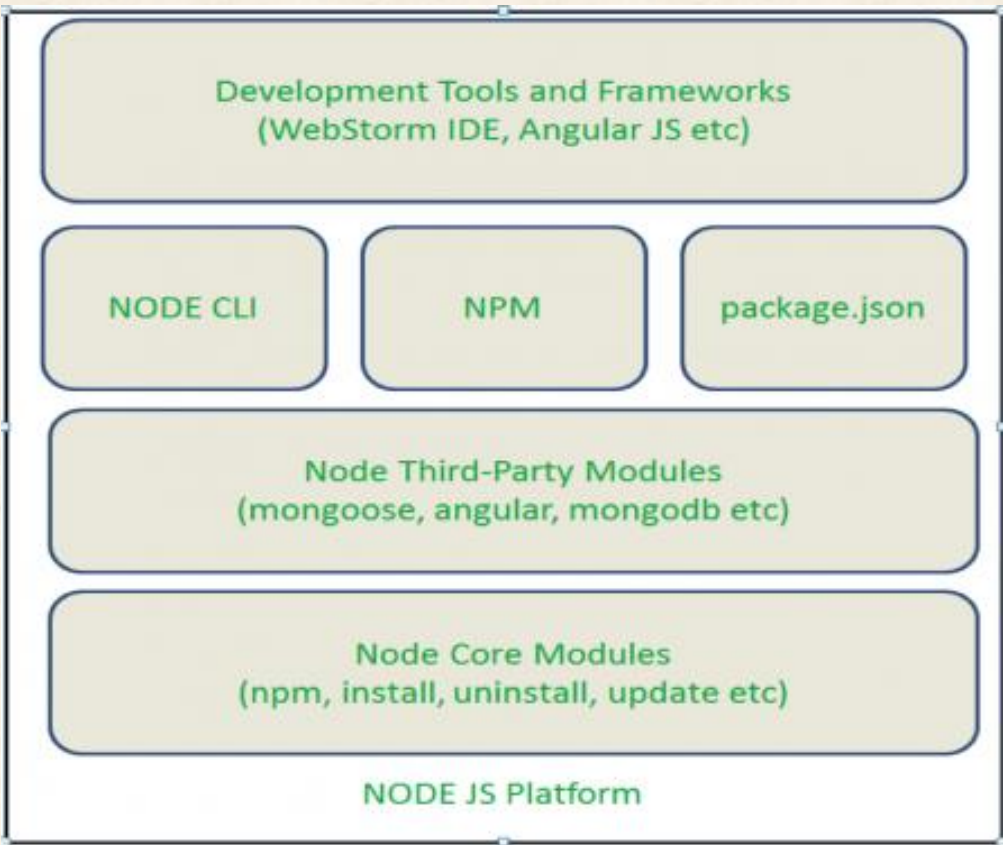 Development Tools and Frameworks
(WebStorm IDE, Angular JS etc)
NODE CLI
NPM
package.json
Node Third-Party Modules
(mongoose, angular, mongodb etc)
Node Core Modules
(npm, install, uninstall, update etc)
NODE JS Platform